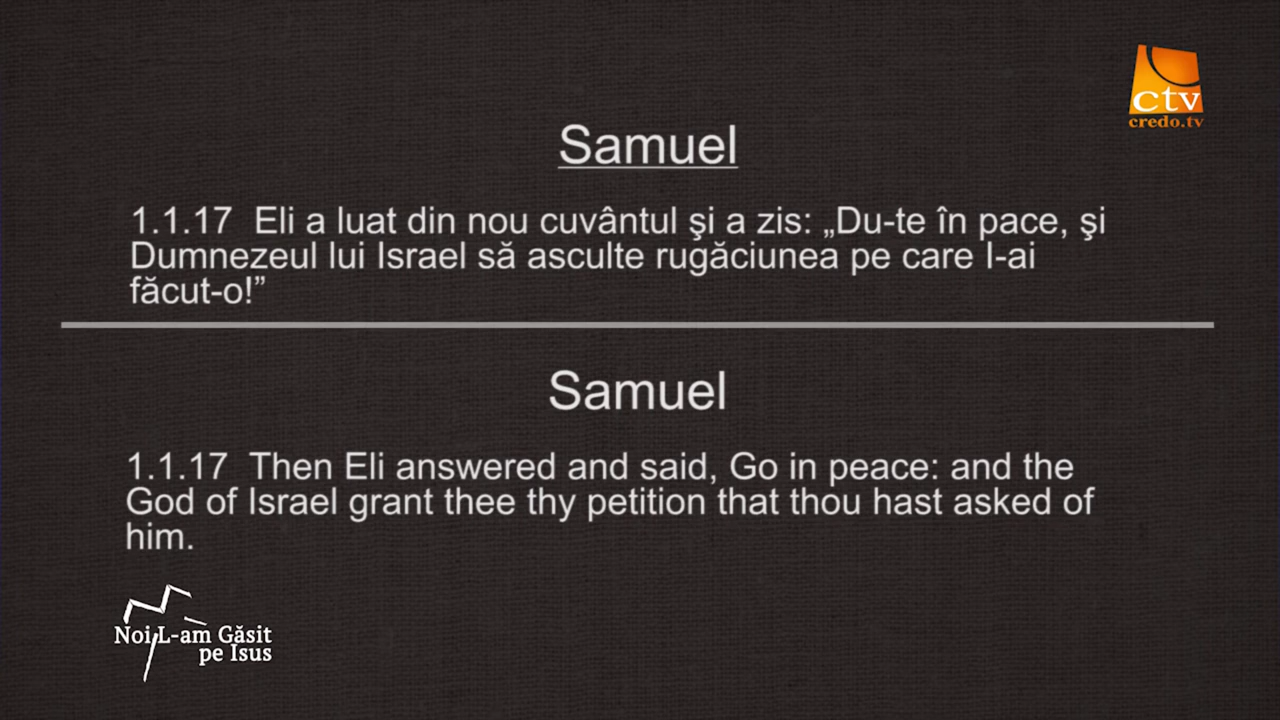 ctv
credo.tv
Samuel
1.1.17 Eli a luat din nou cuvântul şi a zis: „Du-te în pace, şi
Dumnezeul lui Israel să asculte rugăciunea pe care I-ai
făcut-o!”
Samuel
1.1.17 Then Eli answered and said, Go in peace: and the
God of Israel grant thee thy petition that thou hast asked of
him.
Noi L-am Găsit
pe Isus